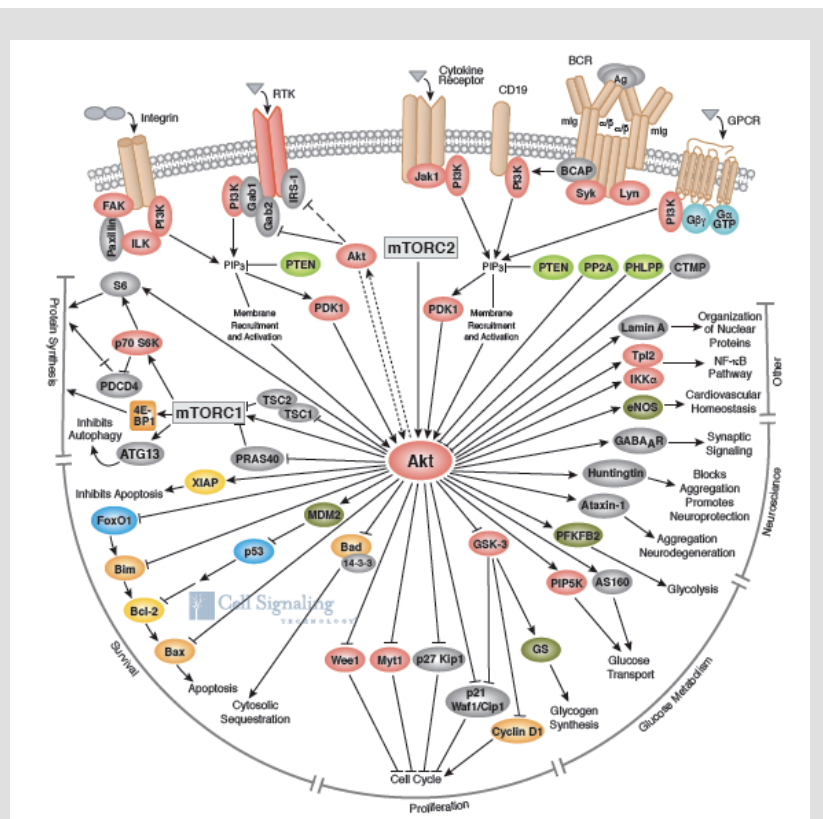 Integrin
RTK
Cytokine
Receptor
CD19
BCR
Ag
mIg
α/β
α/β
mIg
GPCR
FAK
Paxillin
ILK
PI3K
PI3K
Gab1
Gab2
IRS-1
Jak1
PI3K
PI3K
BCAP
Syk
Lyn
PI3K
Gβγ
Gα
GTP
PIP3
PTEN
Akt
mTORC2
PIP3
PTEN
PP2A
PHLPP
CTMP
PDK1
Membrane
Recruitment
and Activation
PDK1
Membrane
Recruitment
and Activation
Protein Synthesis
S6
p70 S6K
PDCD4
4E-
BP1
mTORC1
TSC2
TSC1
Inhibits
Autophagy
ATG13
PRAS40
Akt
Lamin A
Organization
of Nuclear
Proteins
Tpl2
IKKα
NF-κB
Pathway
eNOS
Cardiovascular
Homeostasis
Other
GABAAR
Synaptic
Signaling
Huntingtin
Blocks
Aggregation
Promotes
Neuroprotection
Ataxin-1
Aggregation
Neurodegeneration
Neuroscience
XIAP
Inhibits Apoptosis
FoxO1
MDM2
p53
Bim
Bcl-2
Bax
Apoptosis
Bad
14-3-3
Cytosolic
Sequestration
Survival
Cell Signaling
TECHNOLOGY
GSK-3
PFKFB2
Glycolysis
PIP5K
AS160
Glucose
Transport
GS
Glycogen
Synthesis
Glucose Metabolism
Wee1
Myt1
p27 Kip1
p21
Waf1/Cip1
Cyclin D1
Cell Cycle
Proliferation